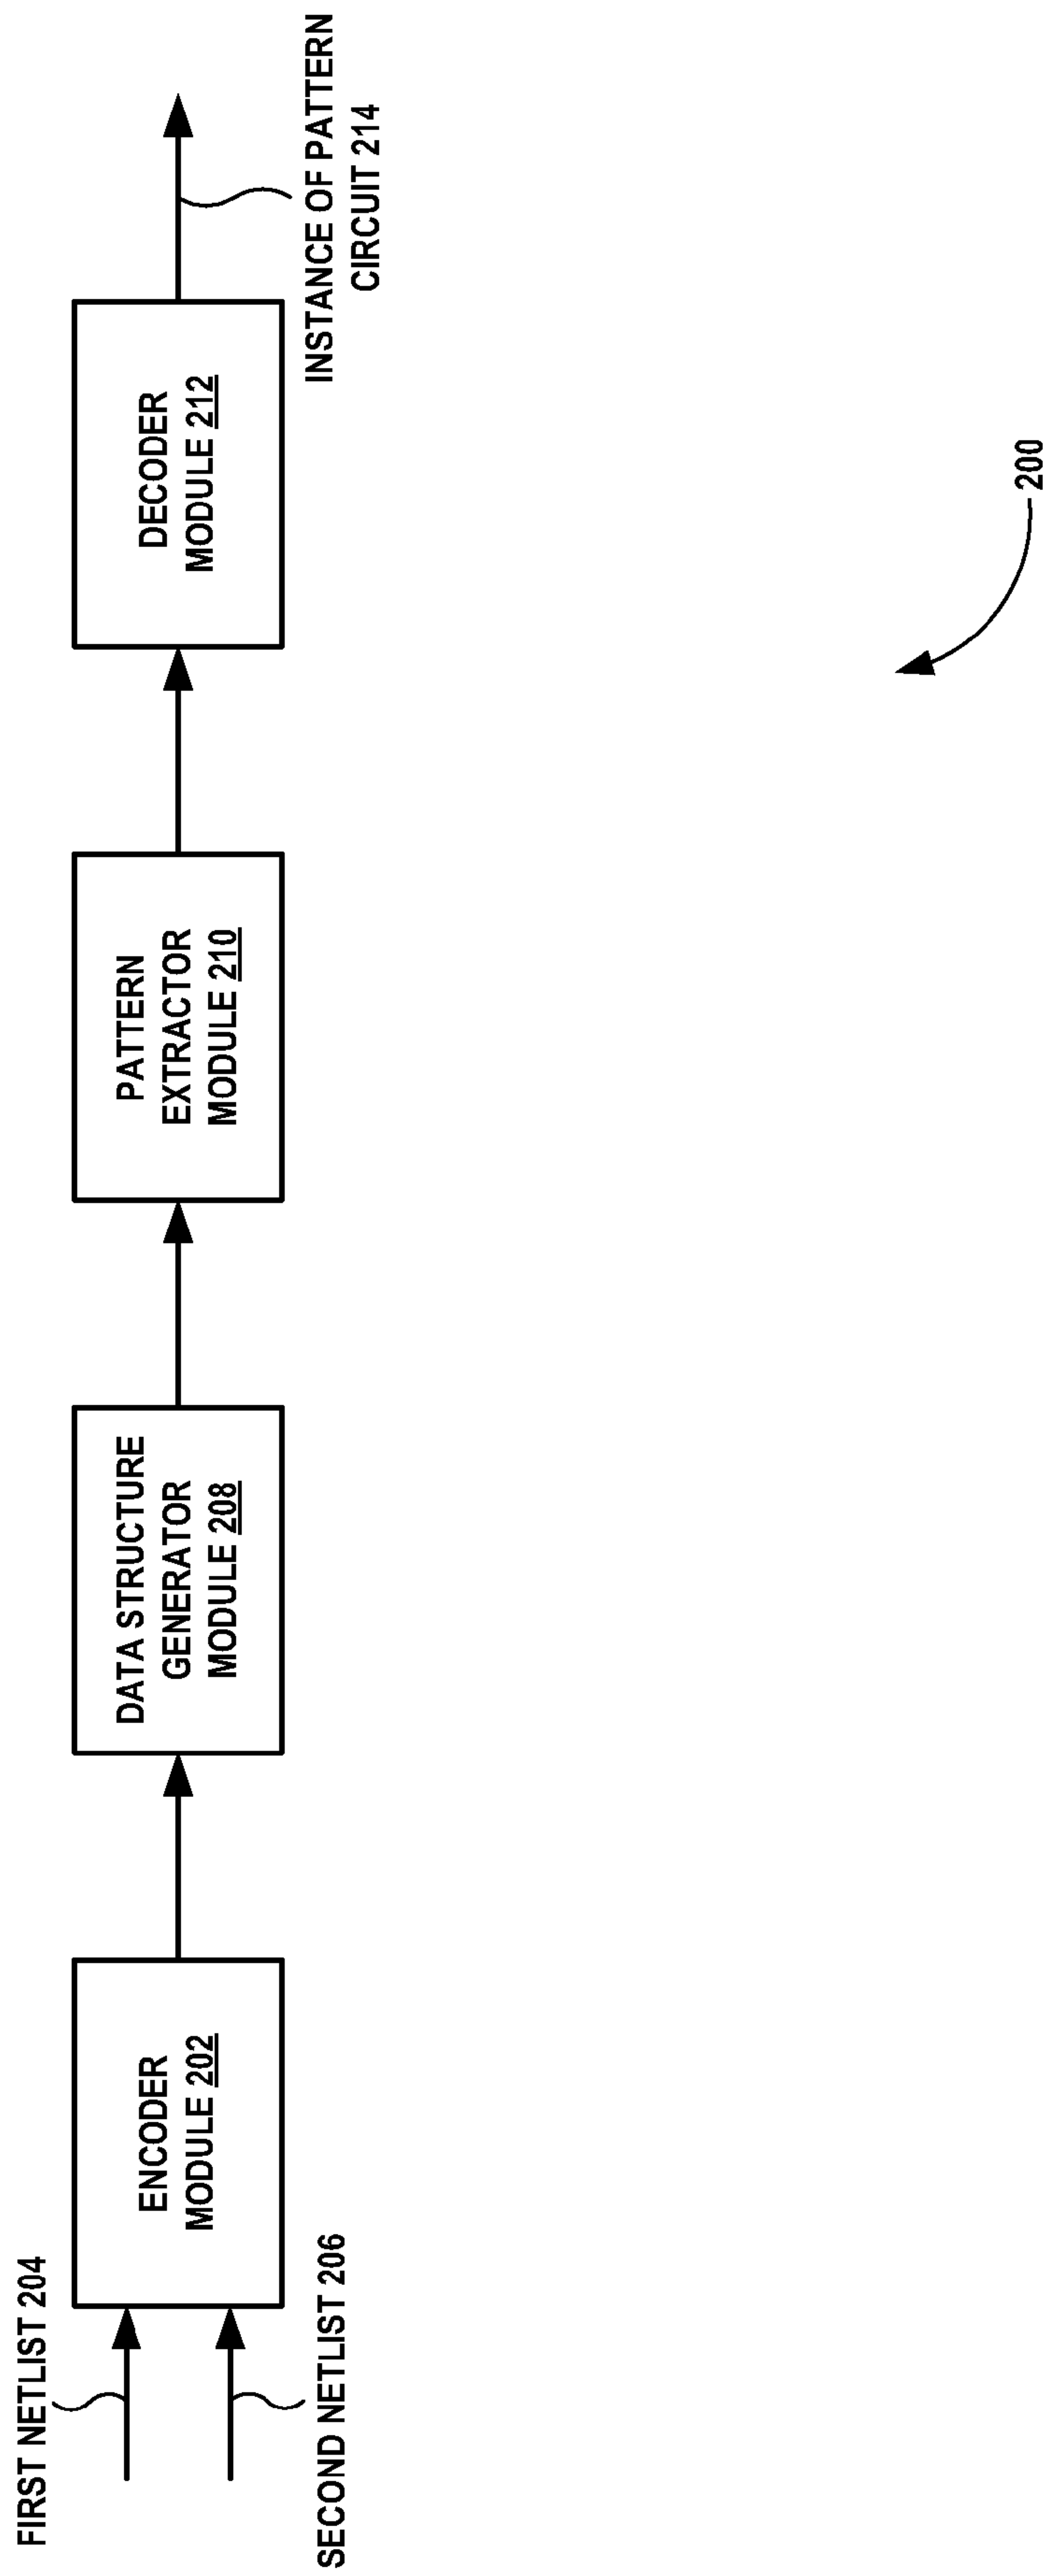 FIRST NETLIST 204
SECOND NETLIST 206
ENCODER
MODULE 202
DATA STRUCTURE
GENERATOR
MODULE 208
PATTERN
EXTRACTOR
MODULE 210
DECODER
MODULE 212
INSTANCE OF PATTERN
CIRCUIT 214
200